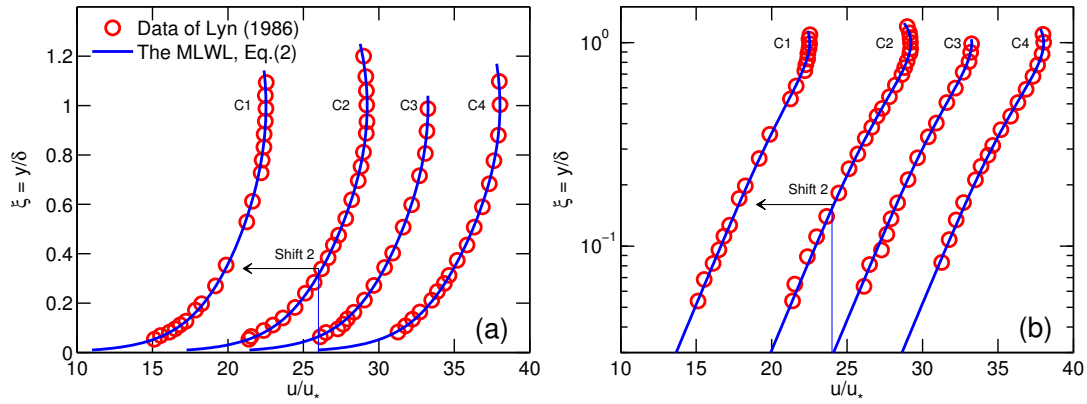 Data of Lyn (1986)
The MLWL, Eq.(2)
C1
C2
C3
C4
Shift 2
(a)
ξ = y/δ
0
0.2
0.4
0.6
0.8
1.0
1.2
10
15
20
25
30
35
40
u/u*
C1
C2
C3
C4
Shift 2
(b)
ξ = y/δ
10⁰
10⁻¹
10
15
20
25
30
35
40
u/u*